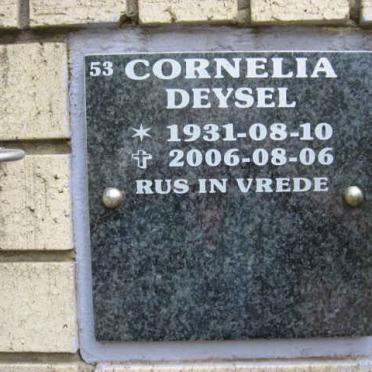 53 CORNELIA
DEYSEL
* 1931-08-10
✝ 2006-08-06
RUS IN VREDE